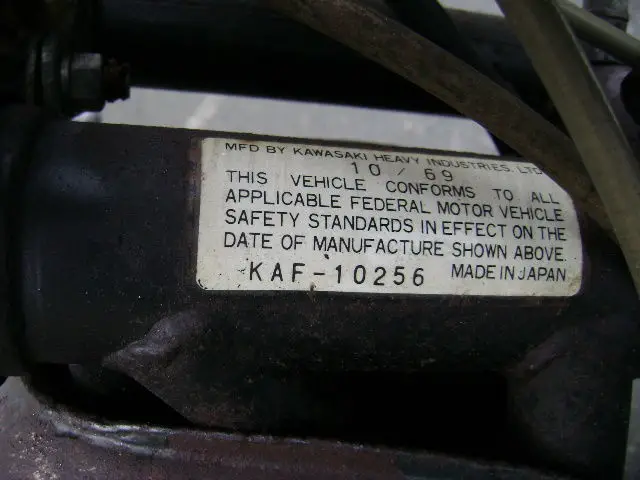 MFD BY KAWASAKI HEAVY INDUSTRIES, LTD
10 / 69
THIS VEHICLE CONFORMS TO ALL
APPLICABLE FEDERAL MOTOR VEHICLE
SAFETY STANDARDS IN EFFECT ON THE
DATE OF MANUFACTURE SHOWN ABOVE.
KAF-10256 MADE IN JAPAN